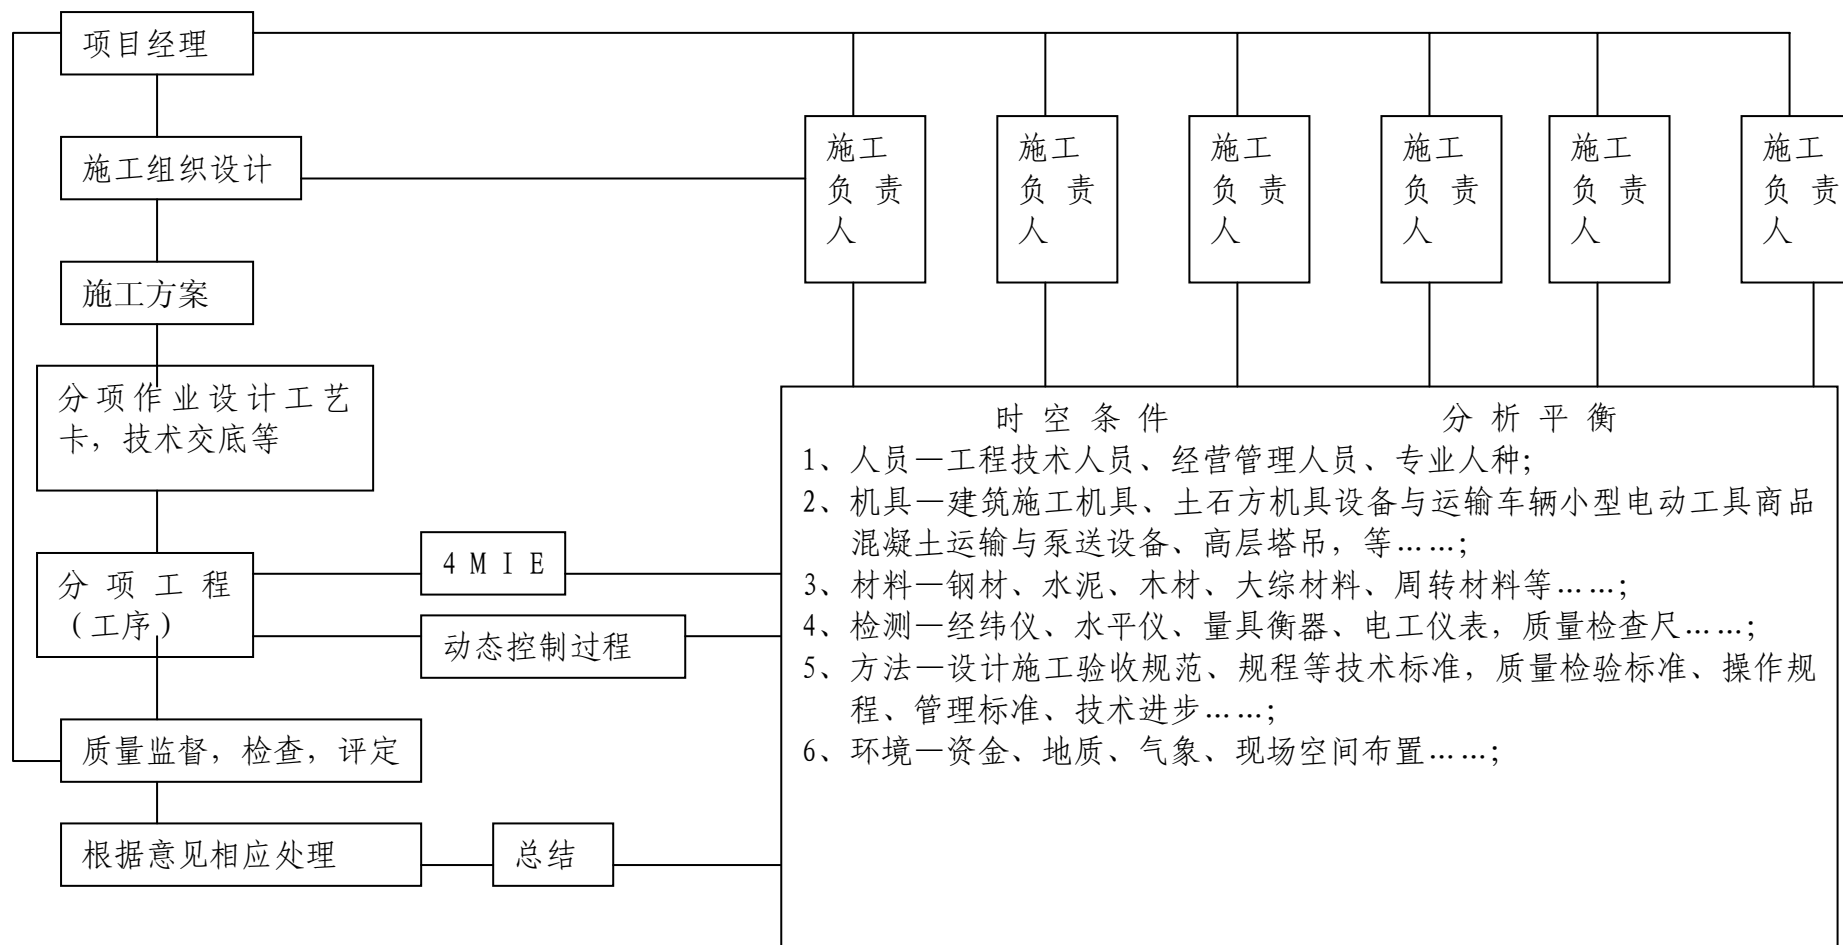 项目经理
施工组织设计
施工方案
分项作业设计工艺
卡，技术交底等
分项工程
（工序）
4MIE
动态控制过程
质量监督，检查，评定
根据意见相应处理
总结
施工
负责
人
施工
负责
人
施工
负责
人
施工
负责
人
施工
负责
人
施工
负责
人
时空条件 分析平衡
1、人员—工程技术人员、经营管理人员、专业人种；
2、机具—建筑施工机具、土石方机具设备与运输车辆小型电动工具商品
混凝土运输与泵送设备、高层塔吊，等……；
3、材料—钢材、水泥、木材、大综材料、周转材料等……；
4、检测—经纬仪、水平仪、量具衡器、电工仪表，质量检查尺……；
5、方法—设计施工验收规范、规程等技术标准，质量检验标准、操作规
程、管理标准、技术进步……；
6、环境—资金、地质、气象、现场空间布置……；